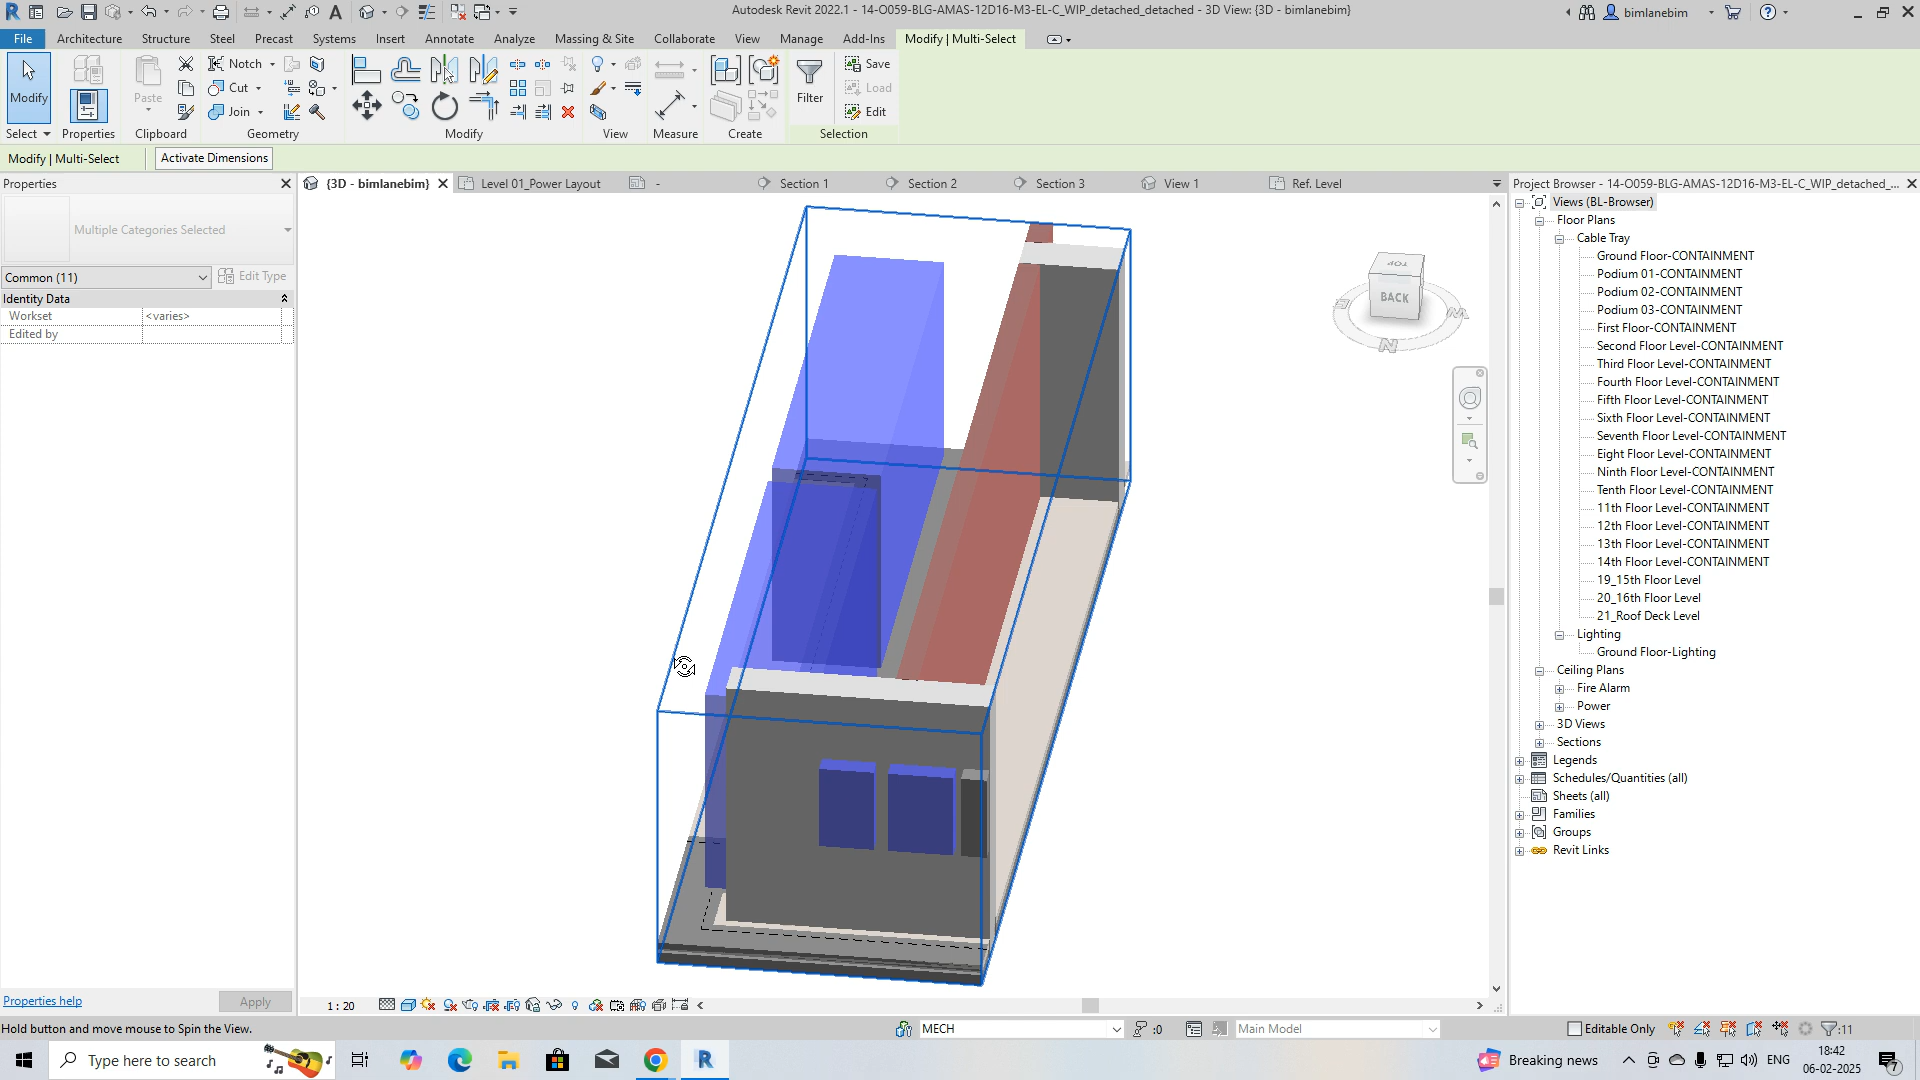 Autodesk Revit 2022.1 - 14-O059-BLG-AMAS-12D16-M3-EL-C_WIP_detached_detached - 3D View: {3D - bimlanebim}
bimlanebim
File Architecture Structure Steel Precast Systems Insert Annotate Analyze Massing & Site Collaborate View Manage Add-Ins Modify | Multi-Select
Modify
Paste
Notch
Cut
Join
Filter
Save
Load
Edit
Select Properties Clipboard Geometry Modify View Measure Create Selection
Modify | Multi-Select Activate Dimensions
Properties
Multiple Categories Selected
Common (11) Edit Type
Identity Data
Workset <varies>
Edited by
Properties help Apply
{3D - bimlanebim} Level 01_Power Layout - Section 1 Section 2 Section 3 View 1 Ref. Level
TOP
BACK
N
W
1 : 20
Project Browser - 14-O059-BLG-AMAS-12D16-M3-EL-C_WIP_detached_...
Views (BL-Browser)
Floor Plans
Cable Tray
Ground Floor-CONTAINMENT
Podium 01-CONTAINMENT
Podium 02-CONTAINMENT
Podium 03-CONTAINMENT
First Floor-CONTAINMENT
Second Floor Level-CONTAINMENT
Third Floor Level-CONTAINMENT
Fourth Floor Level-CONTAINMENT
Fifth Floor Level-CONTAINMENT
Sixth Floor Level-CONTAINMENT
Seventh Floor Level-CONTAINMENT
Eight Floor Level-CONTAINMENT
Ninth Floor Level-CONTAINMENT
Tenth Floor Level-CONTAINMENT
11th Floor Level-CONTAINMENT
12th Floor Level-CONTAINMENT
13th Floor Level-CONTAINMENT
14th Floor Level-CONTAINMENT
19_15th Floor Level
20_16th Floor Level
21_Roof Deck Level
Lighting
Ground Floor-Lighting
Ceiling Plans
Fire Alarm
Power
3D Views
Sections
Legends
Schedules/Quantities (all)
Sheets (all)
Families
Groups
Revit Links
Hold button and move mouse to Spin the View. MECH :0 Main Model Editable Only :11
Type here to search Breaking news ENG 18:42
06-02-2025
7